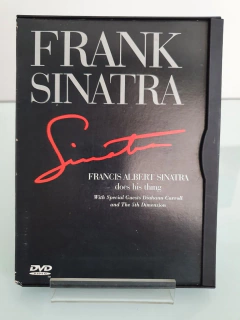 FRANK
SINATRA
Sinatra
FRANCIS ALBERT SINATRA
does his thing
With Special Guests Diahann Carroll
and The 5th Dimension
DVD